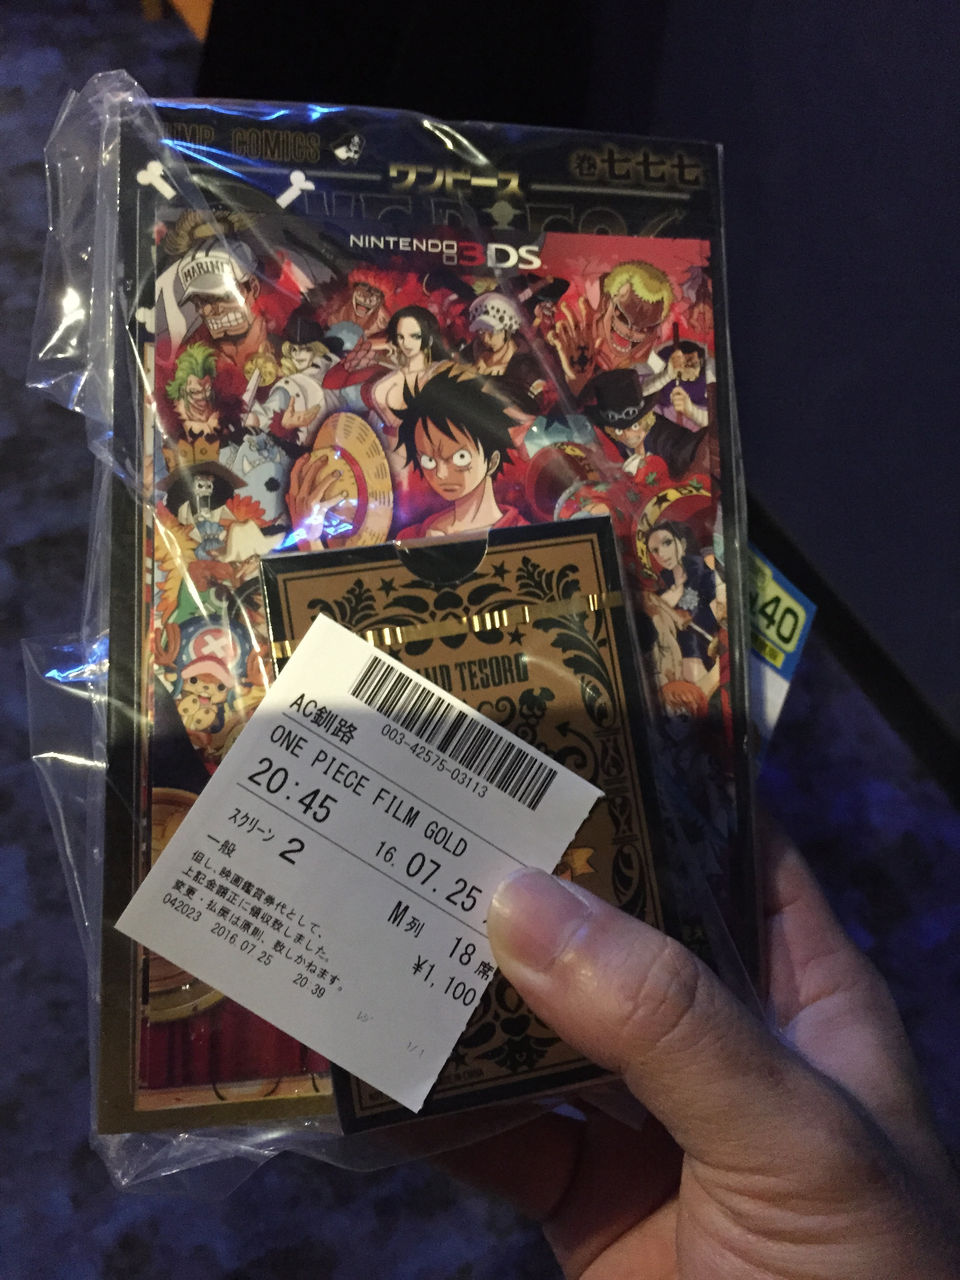 JUMP COMICS
ワンピース
巻七七七
NINTENDO 3DS
MARINE
40
TESORO
003-42575-03113
AC釧路
ONE PIECE FILM GOLD
20:45
16. 07.25
スクリーン 2
M列 18席
一般
¥1,100
但し、映画鑑賞券代として、
上記金額正に領収致しました。
変更・払戻は原則、致しかねます。
042023 2016.07.25 20:39
1/1